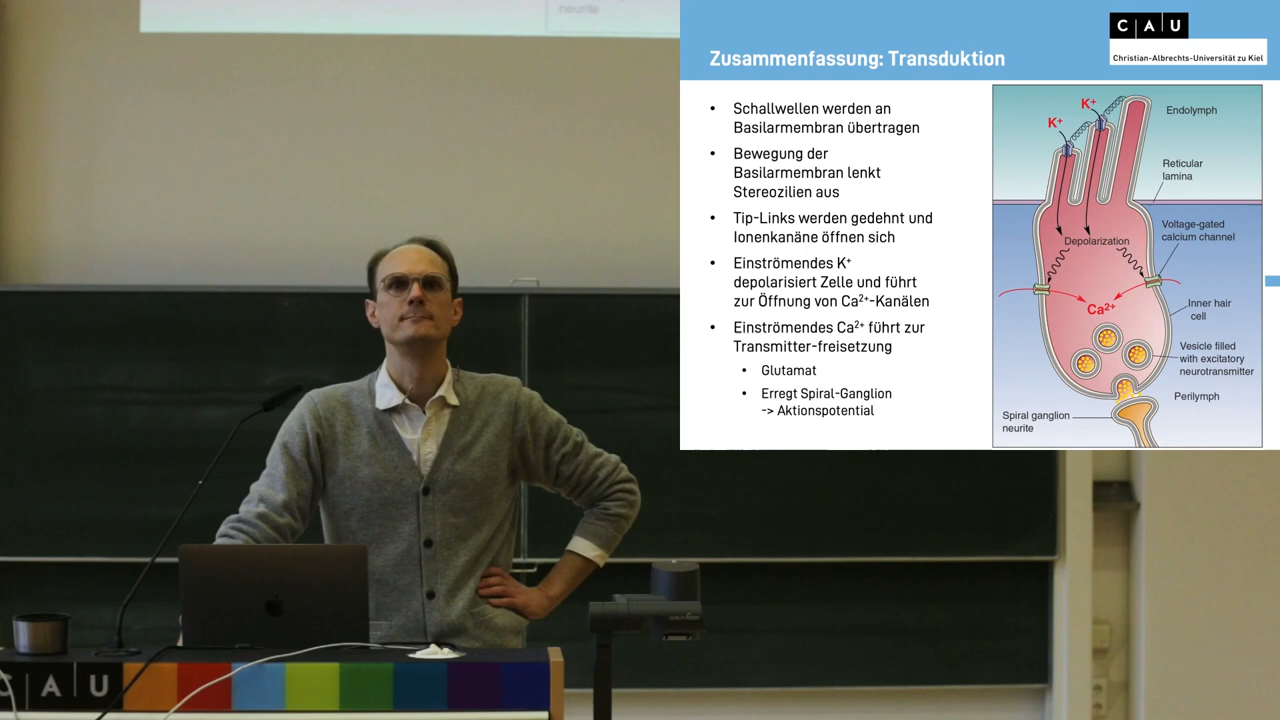 neurite
Zusammenfassung: Transduktion
C A U
Christian-Albrechts-Universität zu Kiel
• Schallwellen werden an
Basilarmembran übertragen
• Bewegung der
Basilarmembran lenkt
Stereozilien aus
• Tip-Links werden gedehnt und
Ionenkanäne öffnen sich
• Einströmendes K⁺
depolarisiert Zelle und führt
zur Öffnung von Ca²⁺-Kanälen
• Einströmendes Ca²⁺ führt zur
Transmitter-freisetzung
• Glutamat
• Erregt Spiral-Ganglion
-> Aktionspotential
K⁺
K⁺
Endolymph
Reticular
lamina
Voltage-gated
calcium channel
Depolarization
Ca²⁺
Inner hair
cell
Vesicle filled
with excitatory
neurotransmitter
Perilymph
Spiral ganglion
neurite
C A U